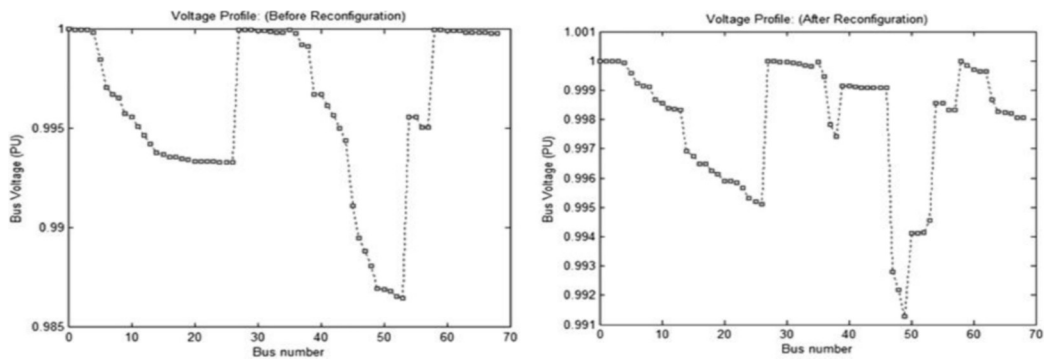 Voltage Profile: (Before Reconfiguration)
1
0.995
0.99
0.985
Bus Voltage (PU)
0 10 20 30 40 50 60 70 80
Bus number
Voltage Profile: (After Reconfiguration)
1.001
1
0.999
0.998
0.997
0.996
0.995
0.994
0.993
0.992
0.991
Bus Voltage (PU)
0 10 20 30 40 50 60 70
Bus number